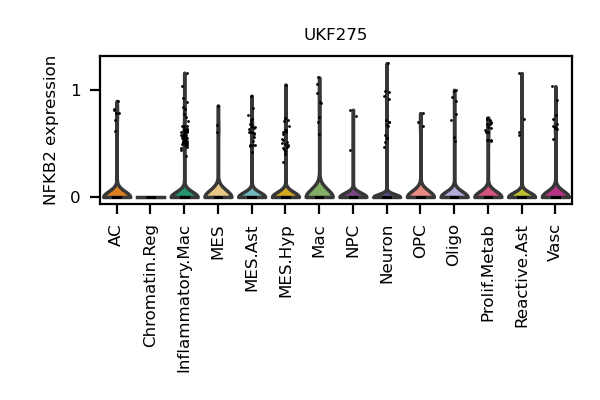 UKF275
NFKB2 expression
1
0
AC
Chromatin.Reg
Inflammatory.Mac
MES
MES.Ast
MES.Hyp
Mac
NPC
Neuron
OPC
Oligo
Prolif.Metab
Reactive.Ast
Vasc